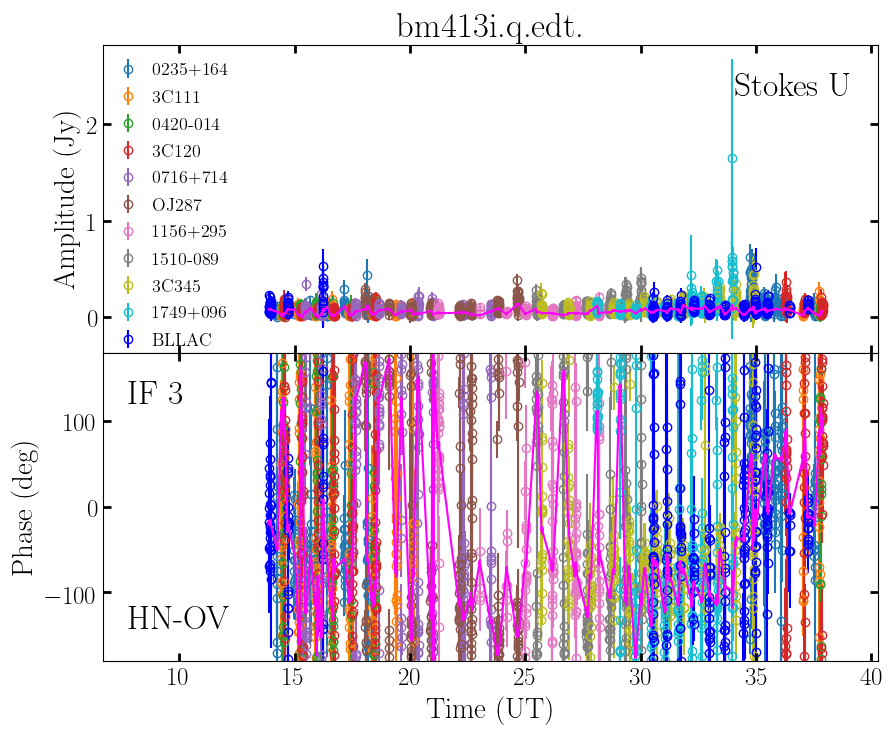 bm413i.q.edt.
Stokes U
0235+164
3C111
0420-014
3C120
0716+714
OJ287
1156+295
1510-089
3C345
1749+096
BLLAC
Amplitude (Jy)
2
1
0
IF 3
HN-OV
Phase (deg)
100
0
−100
10 15 20 25 30 35 40
Time (UT)